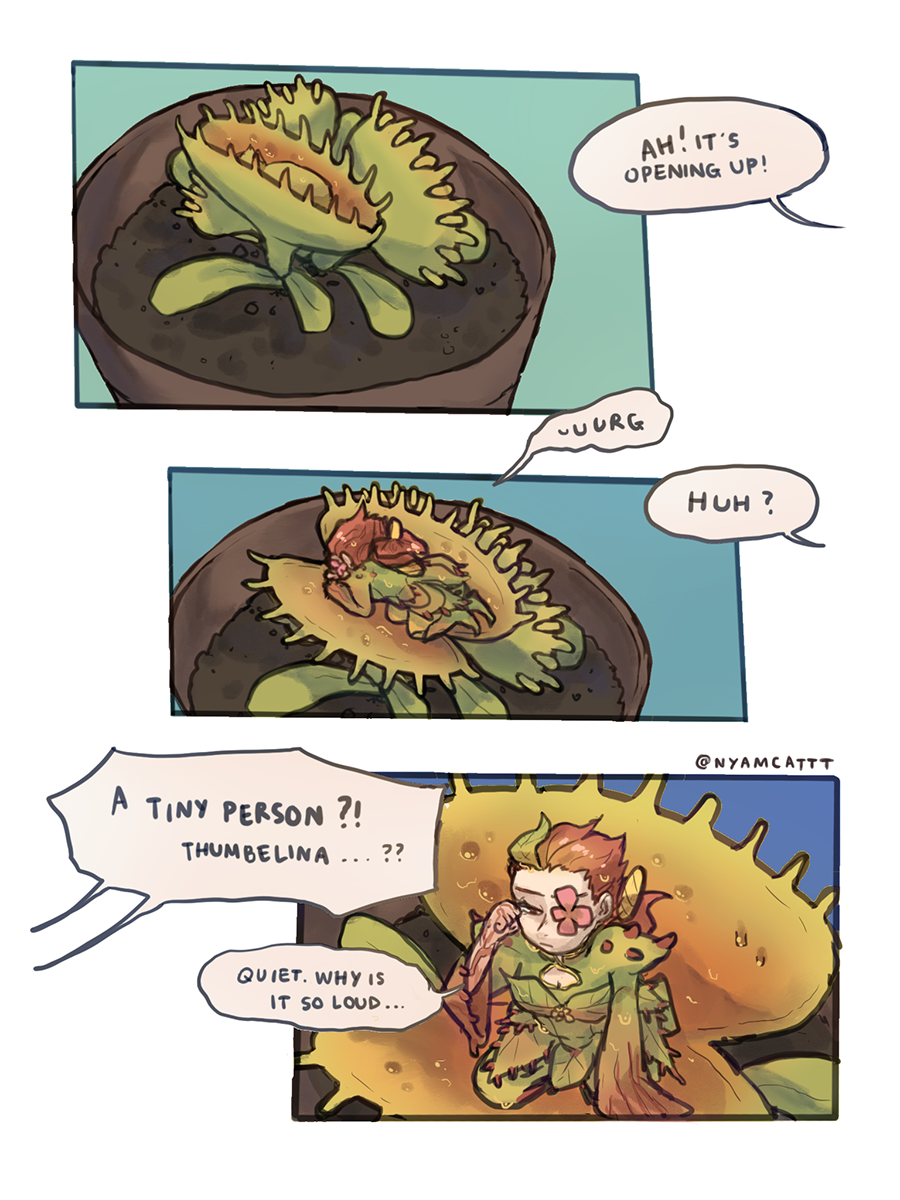 AH! IT'S
OPENING UP!
UURG
HUH?
@NYAMCATTT
A TINY PERSON?!
THUMBELINA...??
QUIET. WHY IS
IT SO LOUD...